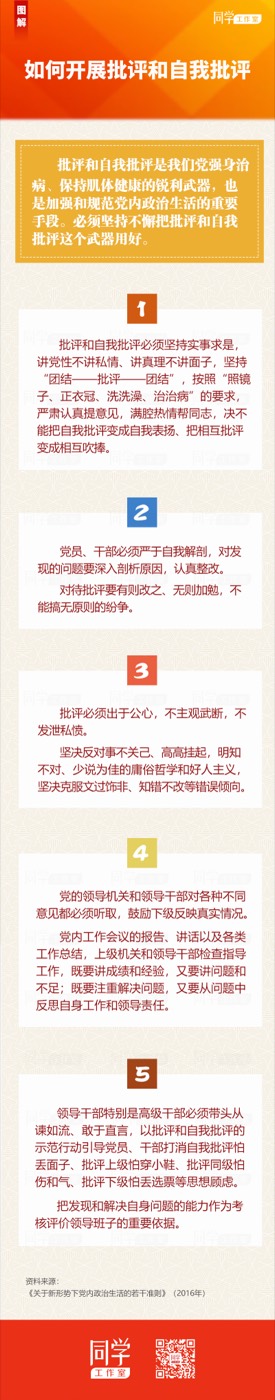 图
解
同学工作室
如何开展批评和自我批评
批评和自我批评是我们党强身治
病、保持肌体健康的锐利武器，也
是加强和规范党内政治生活的重要
手段。必须坚持不懈把批评和自我
批评这个武器用好。
1
批评和自我批评必须坚持实事求是，
讲党性不讲私情、讲真理不讲面子，坚持
“团结——批评——团结”，按照“照镜
子、正衣冠、洗洗澡、治治病”的要求，
严肃认真提意见，满腔热情帮同志，决不
能把自我批评变成自我表扬、把相互批评
变成相互吹捧。
2
党员、干部必须严于自我解剖，对发
现的问题要深入剖析原因，认真整改。
对待批评要有则改之、无则加勉，不
能搞无原则的纷争。
3
批评必须出于公心，不主观武断，不
发泄私愤。
坚决反对事不关己、高高挂起，明知
不对、少说为佳的庸俗哲学和好人主义，
坚决克服文过饰非、知错不改等错误倾向。
4
党的领导机关和领导干部对各种不同
意见都必须听取，鼓励下级反映真实情况。
党内工作会议的报告、讲话以及各类
工作总结，上级机关和领导干部检查指导
工作，既要讲成绩和经验，又要讲问题和
不足；既要注重解决问题，又要从问题中
反思自身工作和领导责任。
5
领导干部特别是高级干部必须带头从
谏如流、敢于直言，以批评和自我批评的
示范行动引导党员、干部打消自我批评怕
丢面子、批评上级怕穿小鞋、批评同级怕
伤和气、批评下级怕丢选票等思想顾虑。
把发现和解决自身问题的能力作为考
核评价领导班子的重要依据。
资料来源：
《关于新形势下党内政治生活的若干准则》（2016年）
同学
工作室